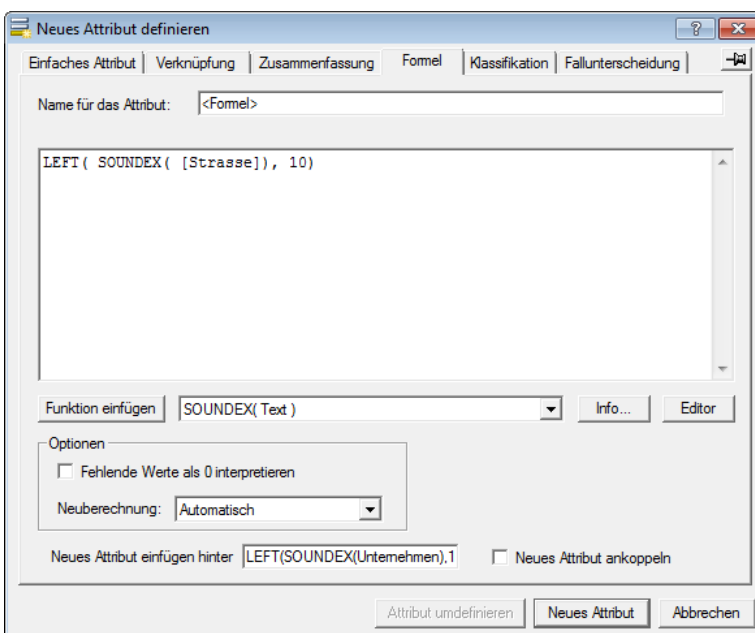 Neues Attribut definieren
?
Einfaches Attribut Verknüpfung Zusammenfassung Formel Klassifikation Fallunterscheidung
Name für das Attribut: <Formel>
LEFT( SOUNDEX( [Strasse]), 10)
Funktion einfügen SOUNDEX( Text ) Info... Editor
Optionen
Fehlende Werte als 0 interpretieren
Neuberechnung: Automatisch
Neues Attribut einfügen hinter LEFT(SOUNDEX(Unternehmen),1 Neues Attribut ankoppeln
Attribut umdefinieren Neues Attribut Abbrechen